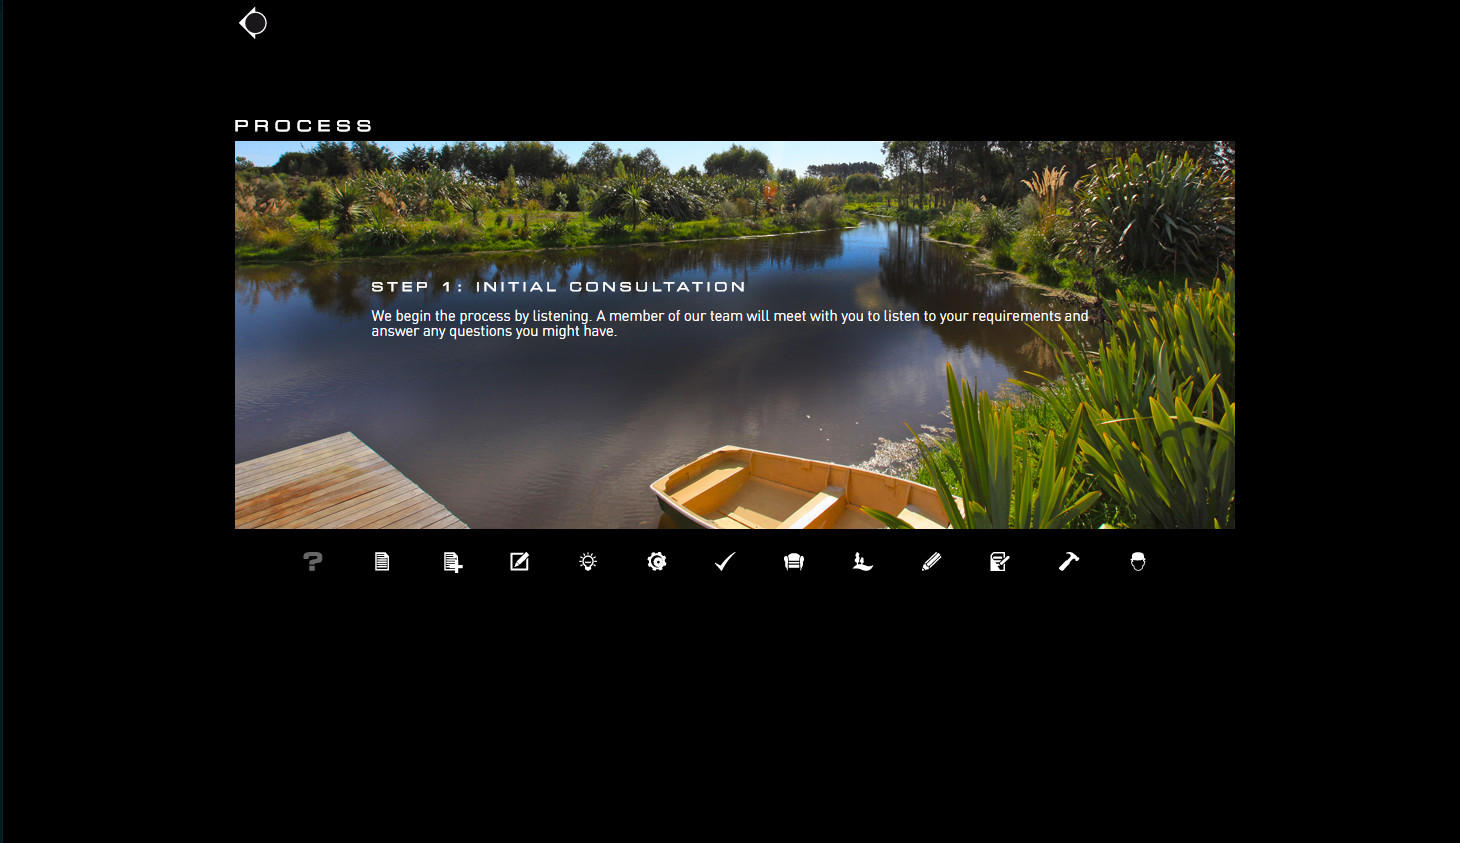 PROCESS
STEP 1: INITIAL CONSULTATION
We begin the process by listening. A member of our team will meet with you to listen to your requirements and
answer any questions you might have.